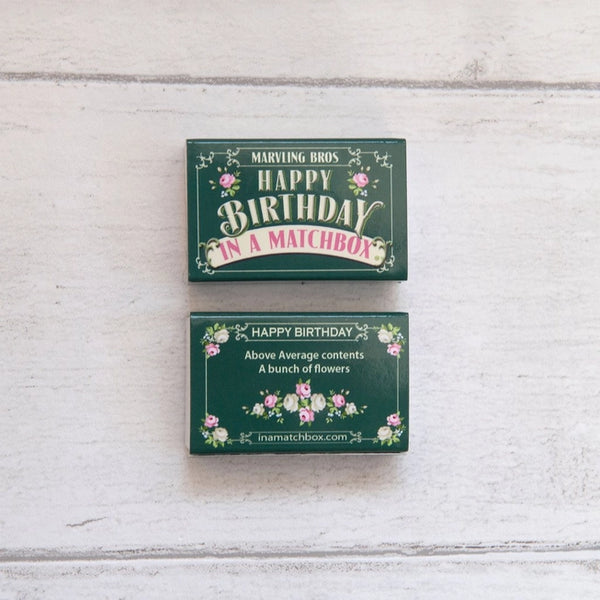 MARVLING BROS
HAPPY
BIRTHDAY
IN A MATCHBOX
HAPPY BIRTHDAY
Above Average contents
A bunch of flowers
inamatchbox.com